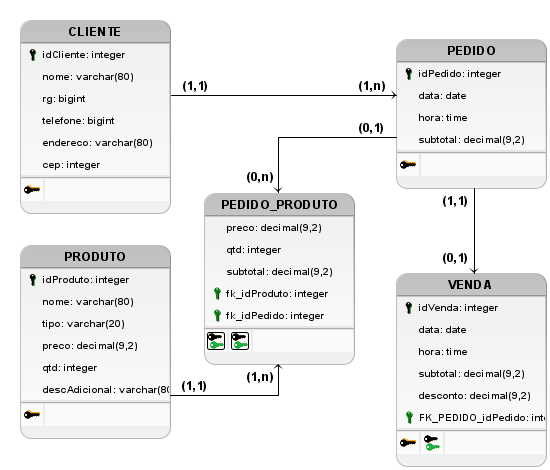 CLIENTE
idCliente: integer
nome: varchar(80)
rg: bigint
telefone: bigint
endereco: varchar(80)
cep: integer
(1,1)
(1,n)
PEDIDO
idPedido: integer
data: date
hora: time
subtotal: decimal(9,2)
(0,1)
(0,n)
PEDIDO_PRODUTO
preco: decimal(9,2)
qtd: integer
subtotal: decimal(9,2)
fk_idProduto: integer
fk_idPedido: integer
(1,1)
(0,1)
PRODUTO
idProduto: integer
nome: varchar(80)
tipo: varchar(20)
preco: decimal(9,2)
qtd: integer
descAdicional: varchar(80
(1,1)
(1,n)
VENDA
idVenda: integer
data: date
hora: time
subtotal: decimal(9,2)
desconto: decimal(9,2)
FK_PEDIDO_idPedido: inte